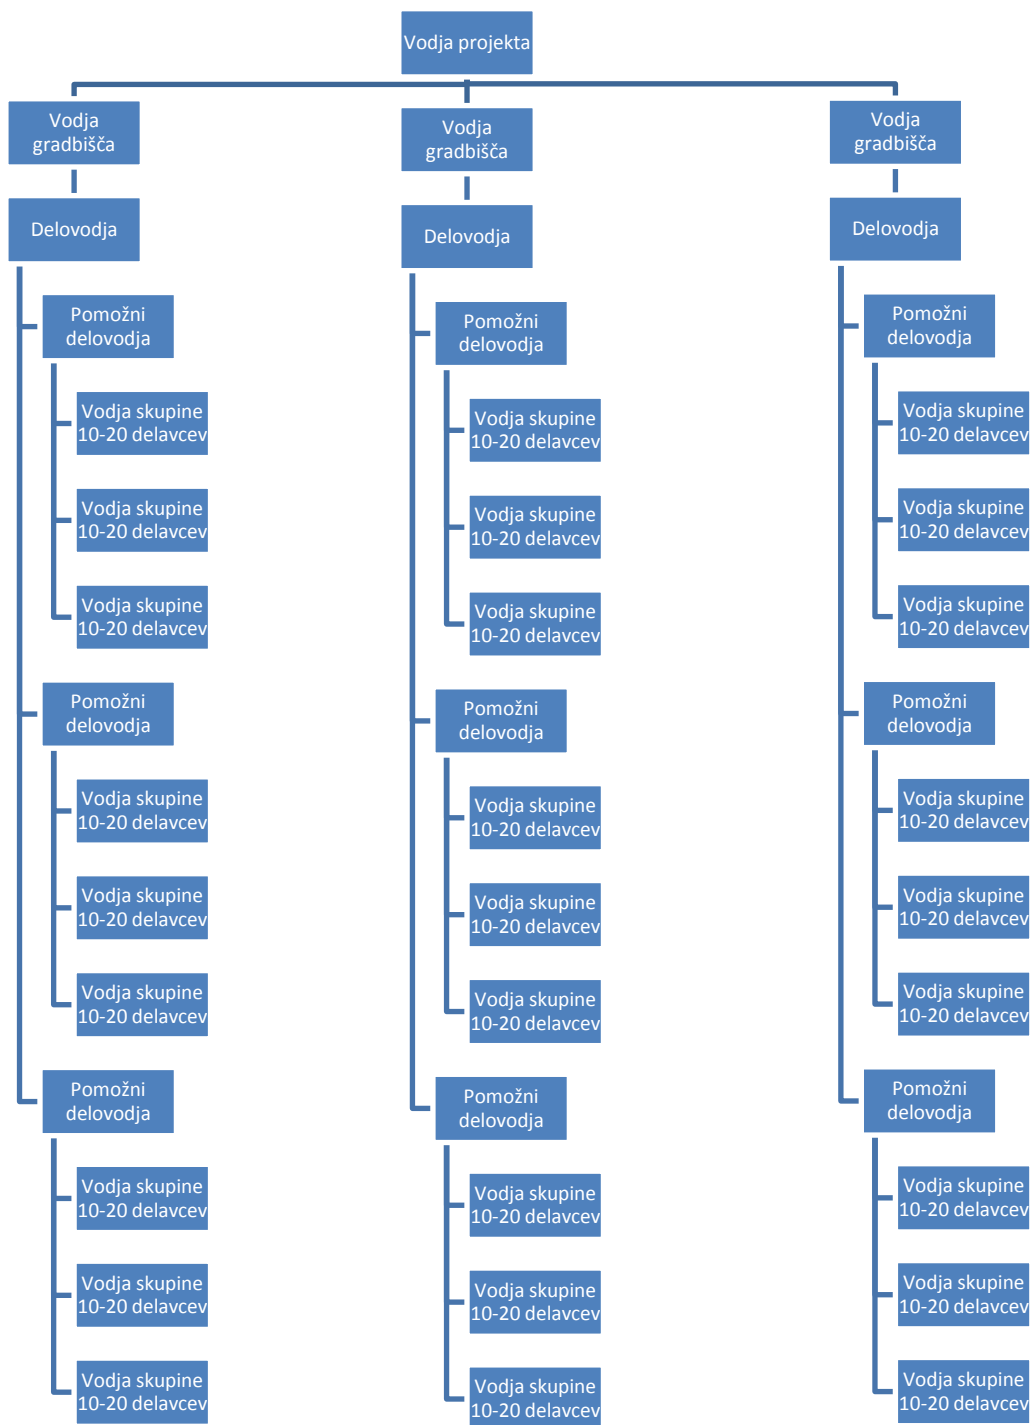 Vodja projekta
Vodja
gradbišča
Delovodja
Pomožni
delovodja
Vodja skupine
10-20 delavcev
Vodja skupine
10-20 delavcev
Vodja skupine
10-20 delavcev
Pomožni
delovodja
Vodja skupine
10-20 delavcev
Vodja skupine
10-20 delavcev
Vodja skupine
10-20 delavcev
Pomožni
delovodja
Vodja skupine
10-20 delavcev
Vodja skupine
10-20 delavcev
Vodja skupine
10-20 delavcev
Vodja
gradbišča
Delovodja
Pomožni
delovodja
Vodja skupine
10-20 delavcev
Vodja skupine
10-20 delavcev
Vodja skupine
10-20 delavcev
Pomožni
delovodja
Vodja skupine
10-20 delavcev
Vodja skupine
10-20 delavcev
Vodja skupine
10-20 delavcev
Pomožni
delovodja
Vodja skupine
10-20 delavcev
Vodja skupine
10-20 delavcev
Vodja skupine
10-20 delavcev
Vodja
gradbišča
Delovodja
Pomožni
delovodja
Vodja skupine
10-20 delavcev
Vodja skupine
10-20 delavcev
Vodja skupine
10-20 delavcev
Pomožni
delovodja
Vodja skupine
10-20 delavcev
Vodja skupine
10-20 delavcev
Vodja skupine
10-20 delavcev
Pomožni
delovodja
Vodja skupine
10-20 delavcev
Vodja skupine
10-20 delavcev
Vodja skupine
10-20 delavcev